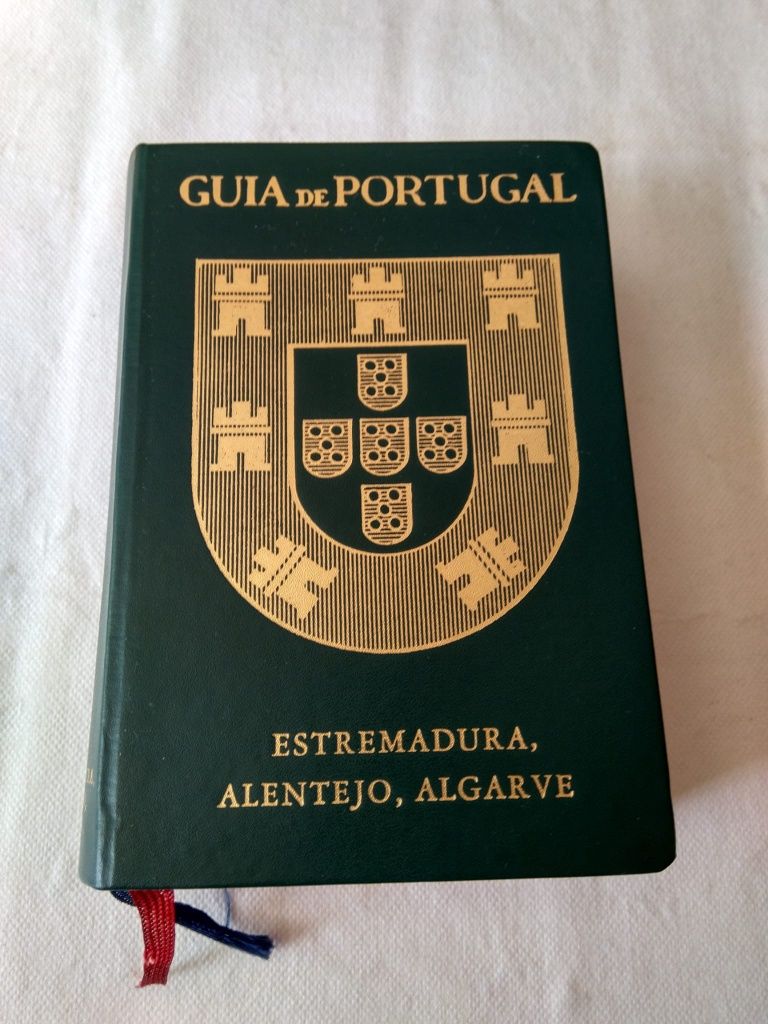 GUIA DE PORTUGAL
ESTREMADURA,
ALENTEJO, ALGARVE